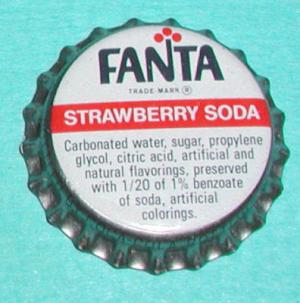 FANTA
TRADE-MARK ®
STRAWBERRY SODA
Carbonated water, sugar, propylene
glycol, citric acid, artificial and
natural flavorings, preserved
with 1/20 of 1% benzoate
of soda, artificial
colorings.